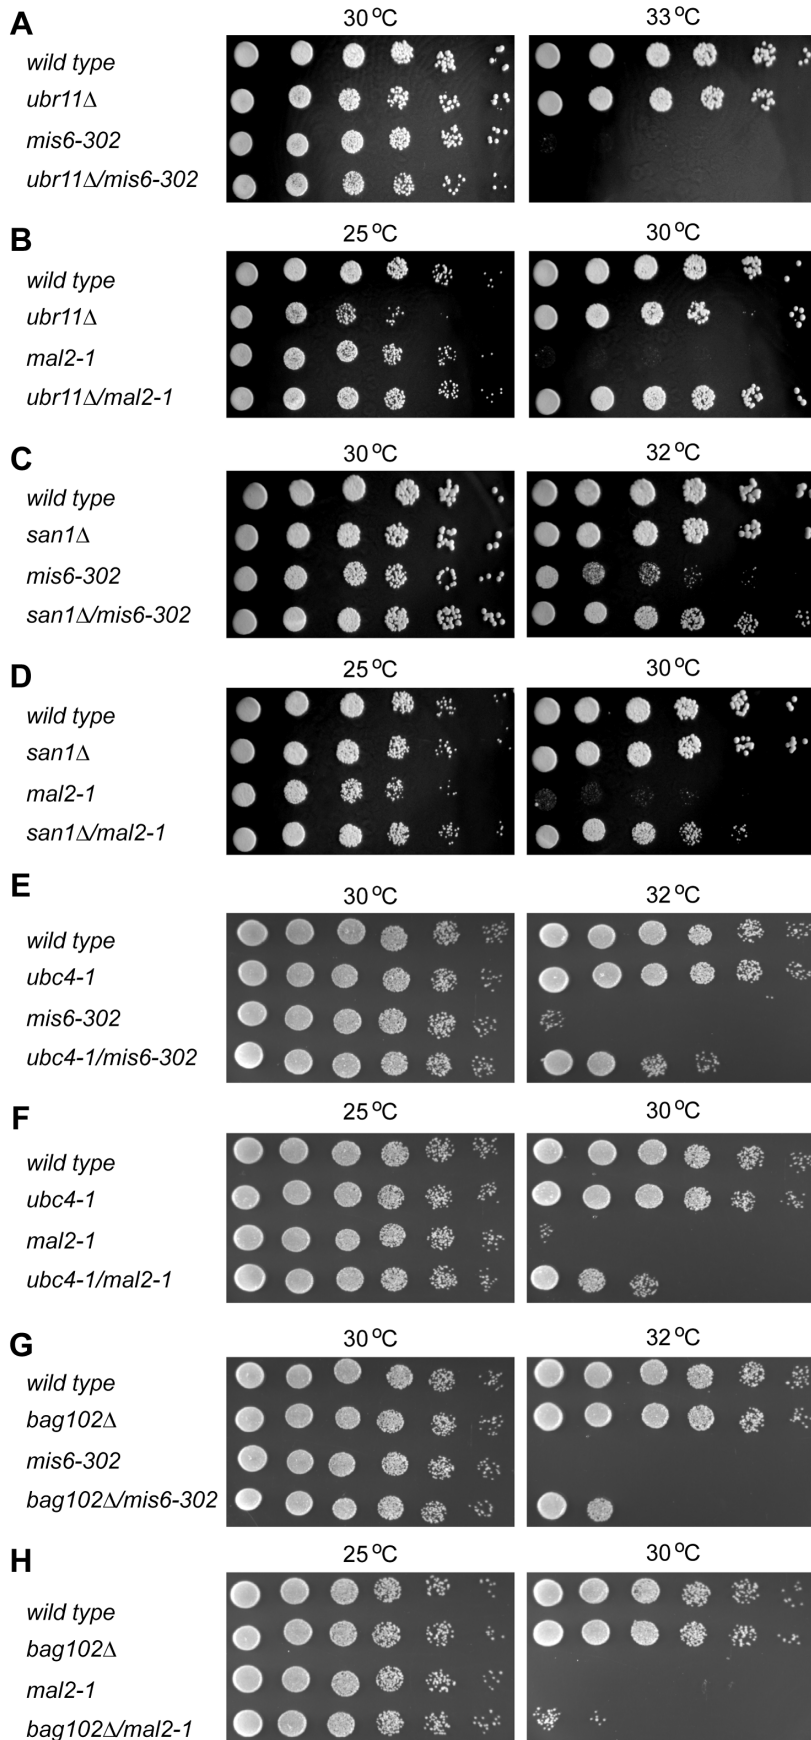 A
30 °C 33 °C
wild type
ubr11Δ
mis6-302
ubr11Δ/mis6-302
B
25 °C 30 °C
wild type
ubr11Δ
mal2-1
ubr11Δ/mal2-1
C
30 °C 32 °C
wild type
san1Δ
mis6-302
san1Δ/mis6-302
D
25 °C 30 °C
wild type
san1Δ
mal2-1
san1Δ/mal2-1
E
30 °C 32 °C
wild type
ubc4-1
mis6-302
ubc4-1/mis6-302
F
25 °C 30 °C
wild type
ubc4-1
mal2-1
ubc4-1/mal2-1
G
30 °C 32 °C
wild type
bag102Δ
mis6-302
bag102Δ/mis6-302
H
25 °C 30 °C
wild type
bag102Δ
mal2-1
bag102Δ/mal2-1